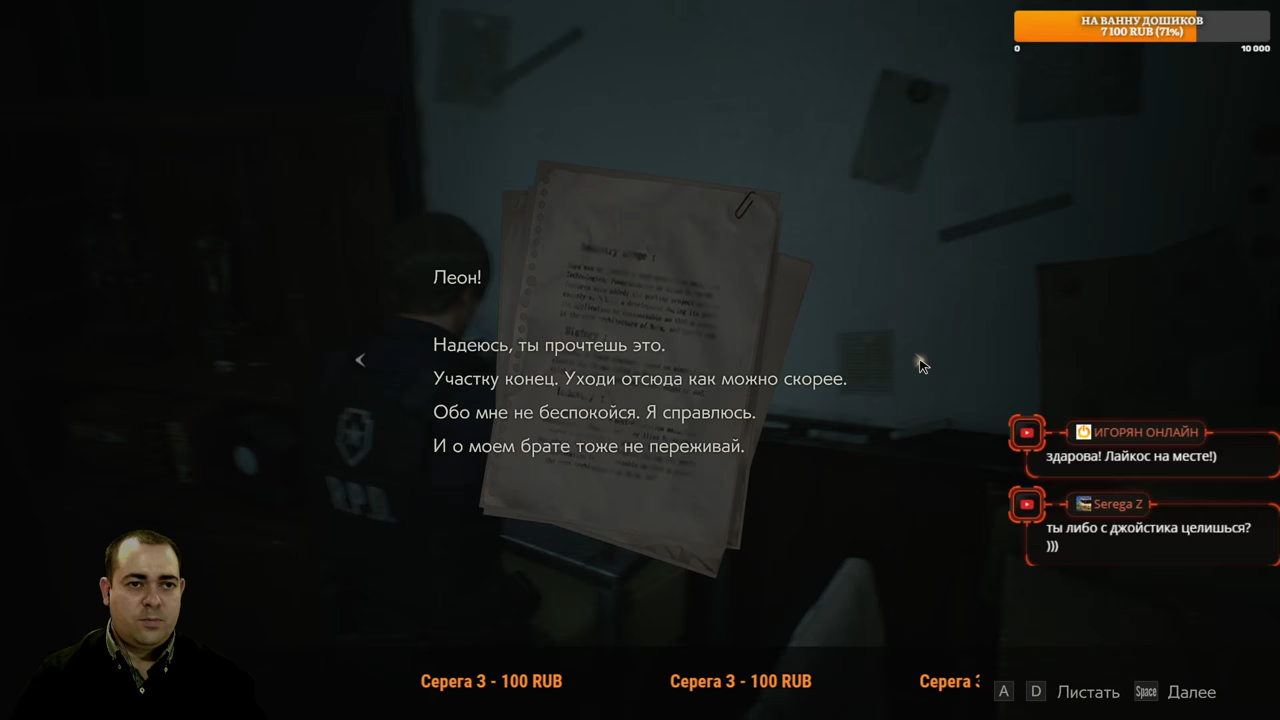 НА ВАННУ ДОШИКОВ
7 100 RUB (71%)
0
10 000
Леон!
Надеюсь, ты прочтешь это.
Участку конец. Уходи отсюда как можно скорее.
Обо мне не беспокойся. Я справлюсь.
И о моем брате тоже не переживай.
ИГОРЯН ОНЛАЙН
здарова! Лайкос на месте!)
Serega Z
ты либо с джойстика целишься?
)))
Серега 3 - 100 RUB
Серега 3 - 100 RUB
Серега
A D Листать Space Далее